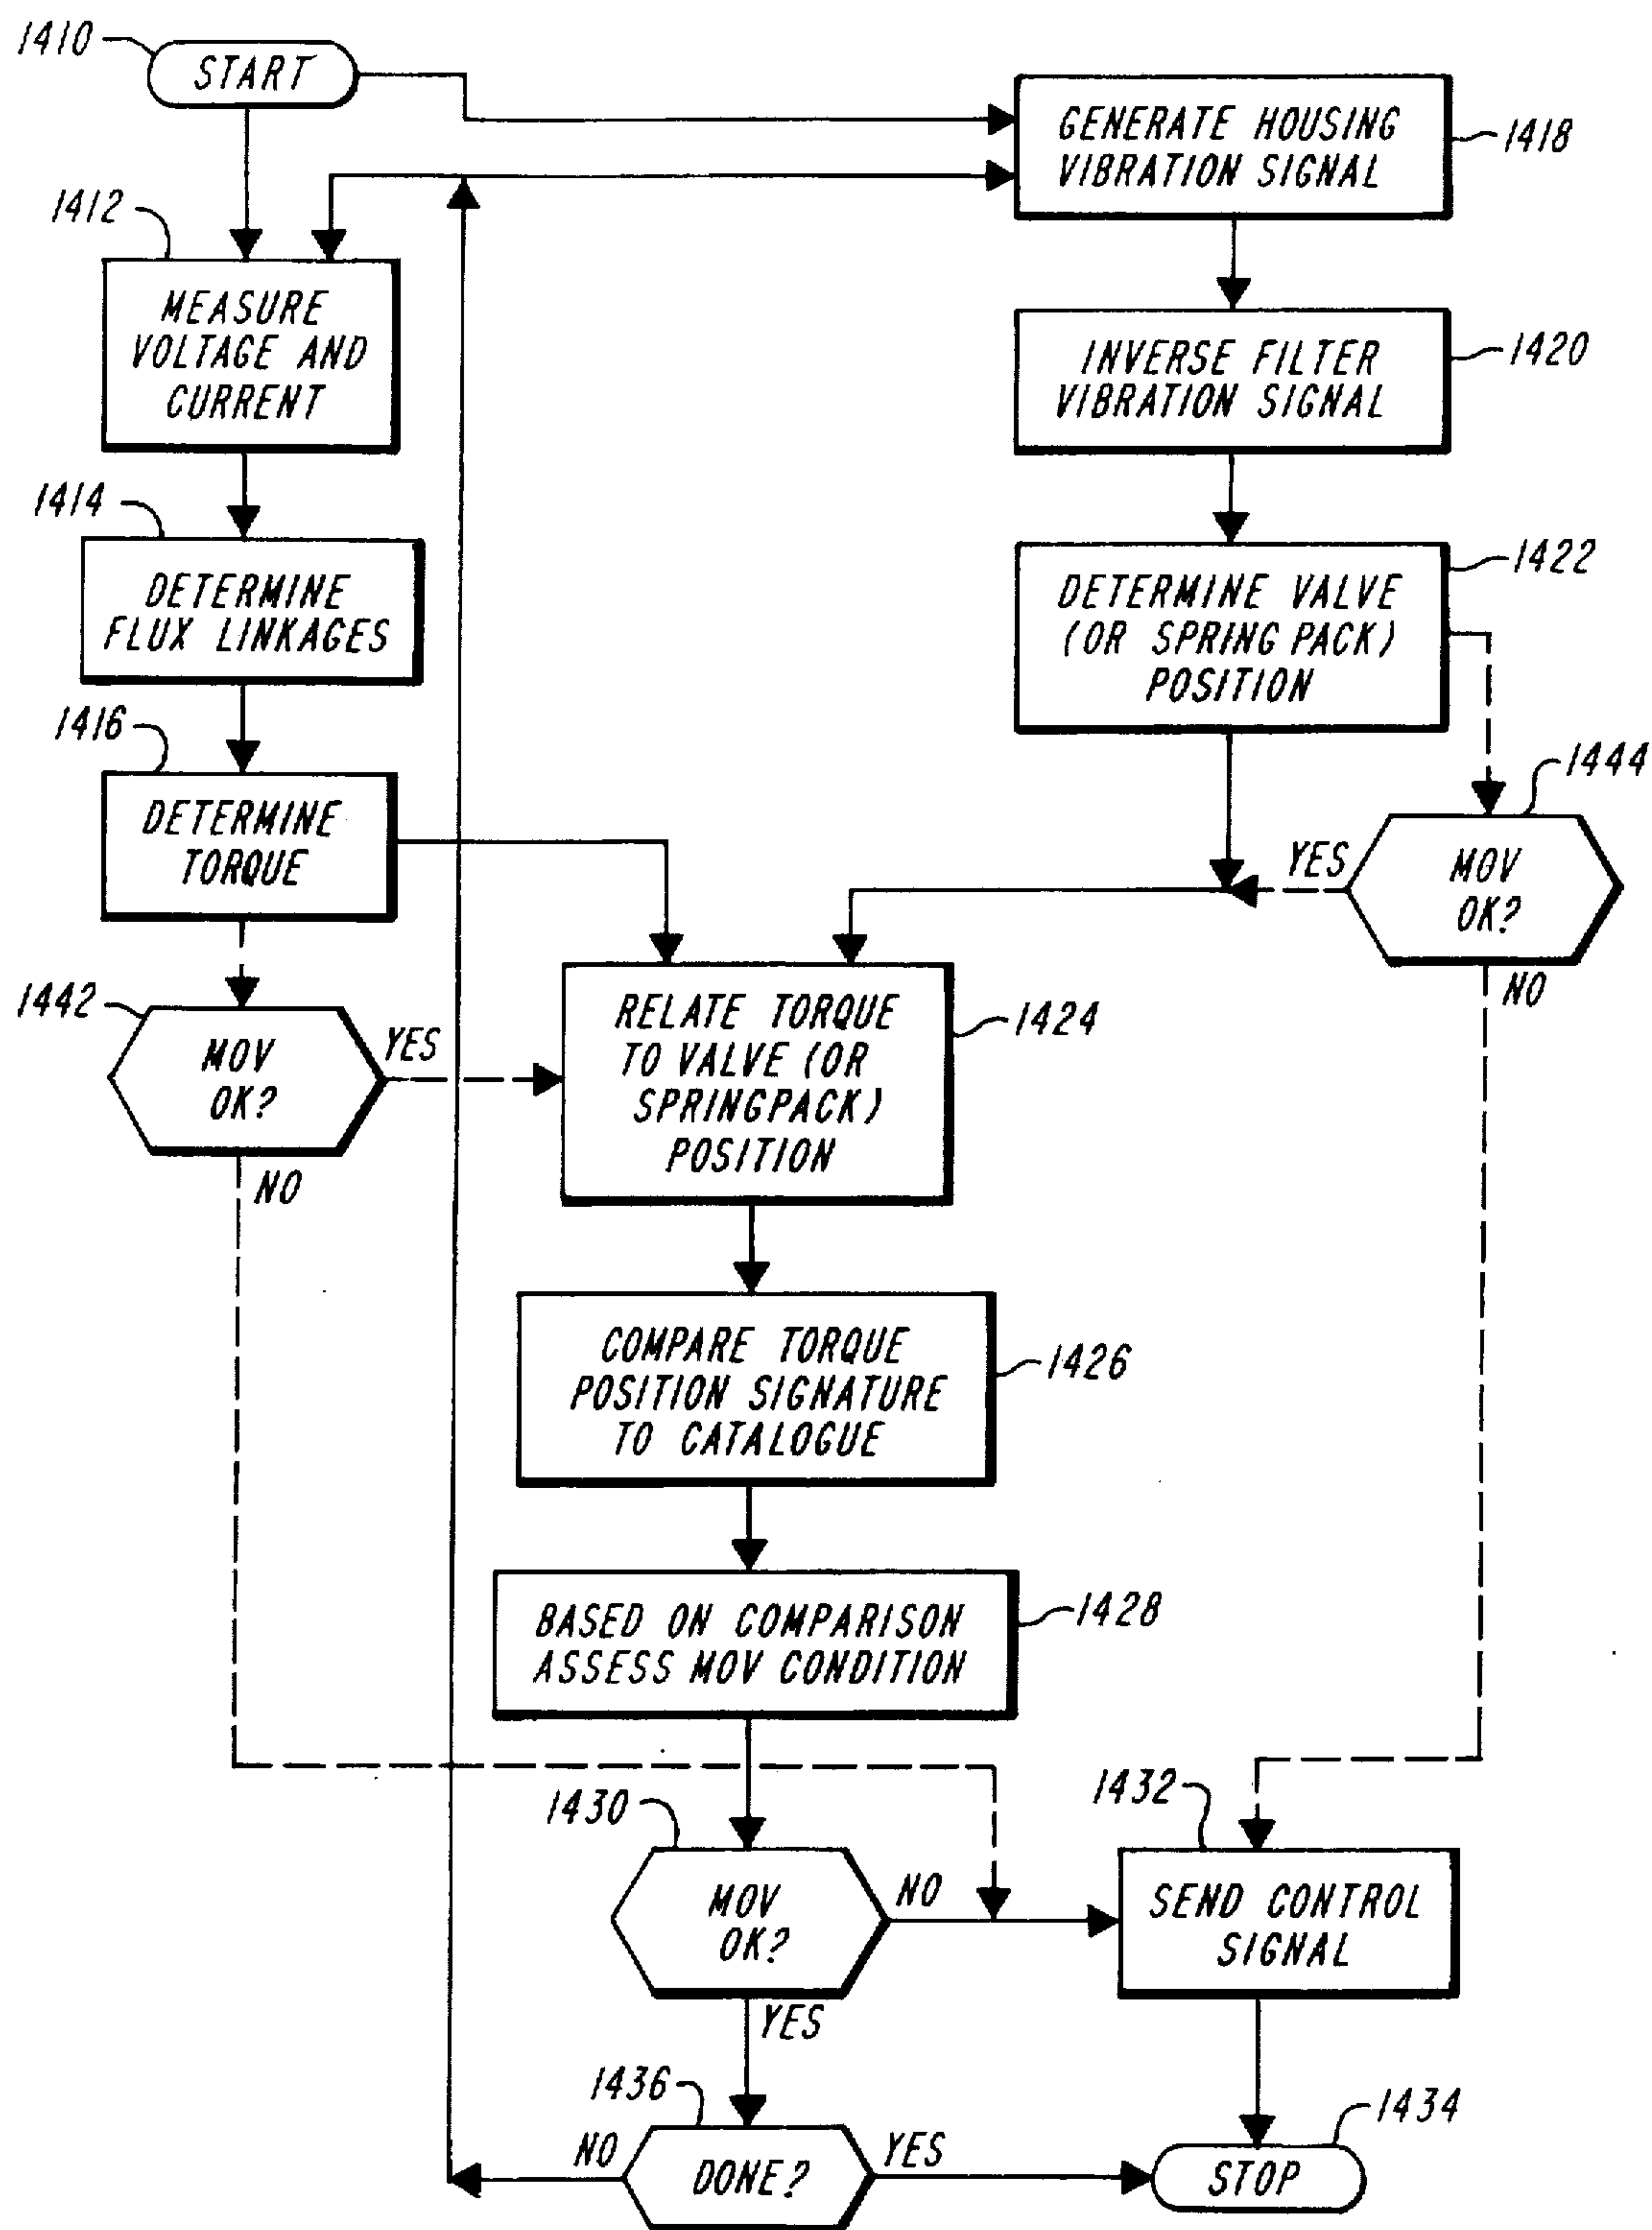 1410
START
GENERATE HOUSING
VIBRATION SIGNAL
1418
1412
MEASURE
VOLTAGE AND
CURRENT
INVERSE FILTER
VIBRATION SIGNAL
1420
1414
DETERMINE
FLUX LINKAGES
DETERMINE VALVE
(OR SPRING PACK)
POSITION
1422
1416
DETERMINE
TORQUE
1444
YES
MOV
OK?
NO
1442
MOV
OK?
YES
NO
RELATE TORQUE
TO VALVE (OR
SPRINGPACK)
POSITION
1424
COMPARE TORQUE
POSITION SIGNATURE
TO CATALOGUE
1426
BASED ON COMPARISON
ASSESS MOV CONDITION
1428
1430
MOV
OK?
NO
YES
1432
SEND CONTROL
SIGNAL
1436
NO
DONE?
YES
1434
STOP